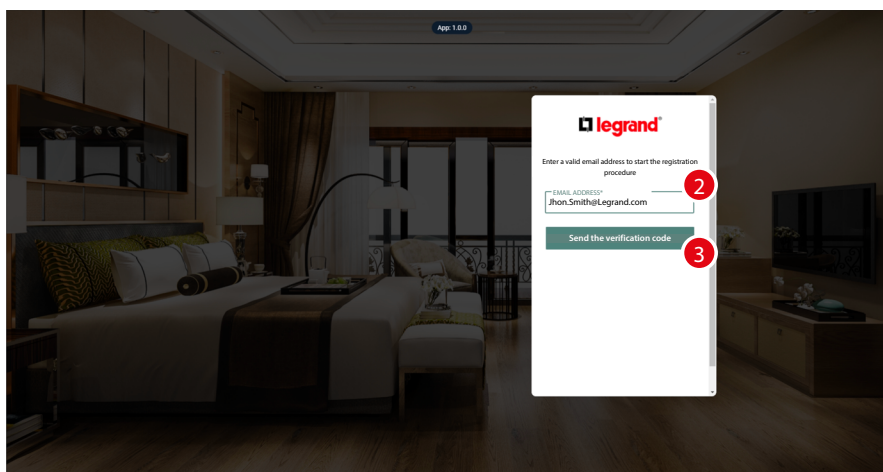 App: 1.0.0
legrand®
Enter a valid email address to start the registration
procedure
EMAIL ADDRESS*
2
Jhon.Smith@Legrand.com
Send the verification code
3